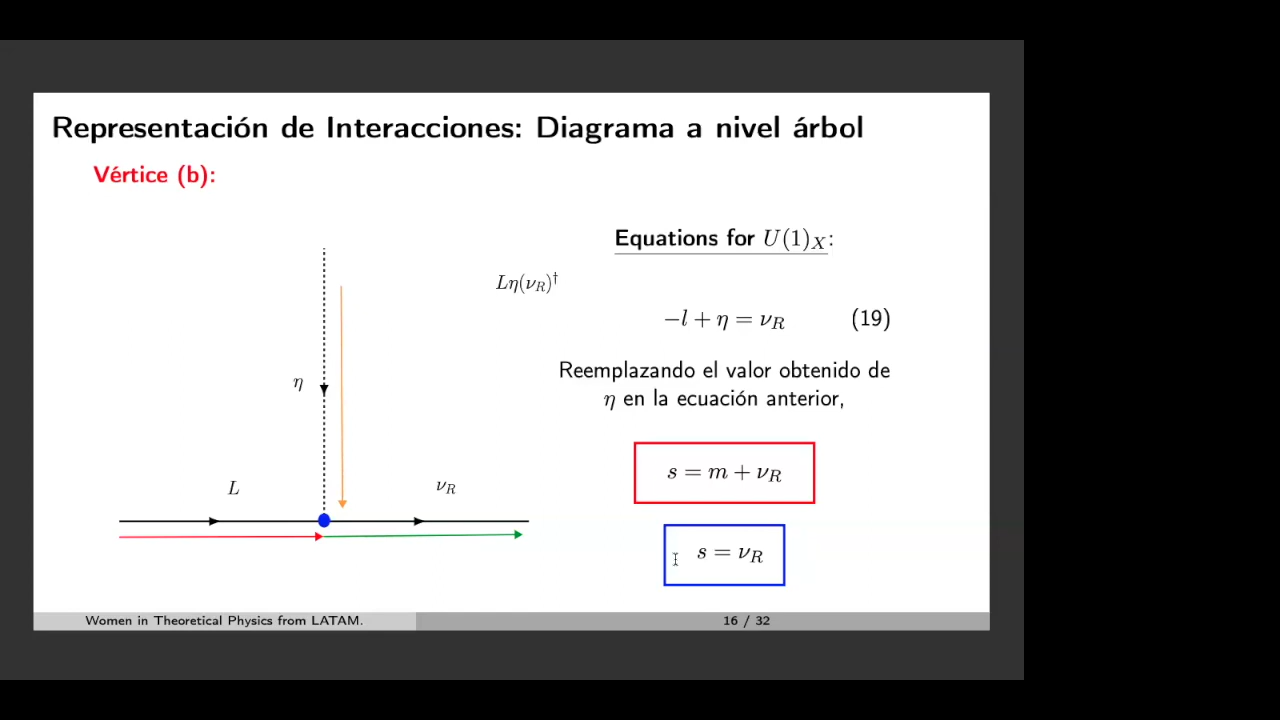 Representación de Interacciones: Diagrama a nivel árbol
Vértice (b):
Equations for U(1)_X:
Lη(ν_R)^†
−l + η = ν_R (19)
Reemplazando el valor obtenido de
η en la ecuación anterior,
η
s = m + ν_R
L
ν_R
s = ν_R
Women in Theoretical Physics from LATAM.
16 / 32